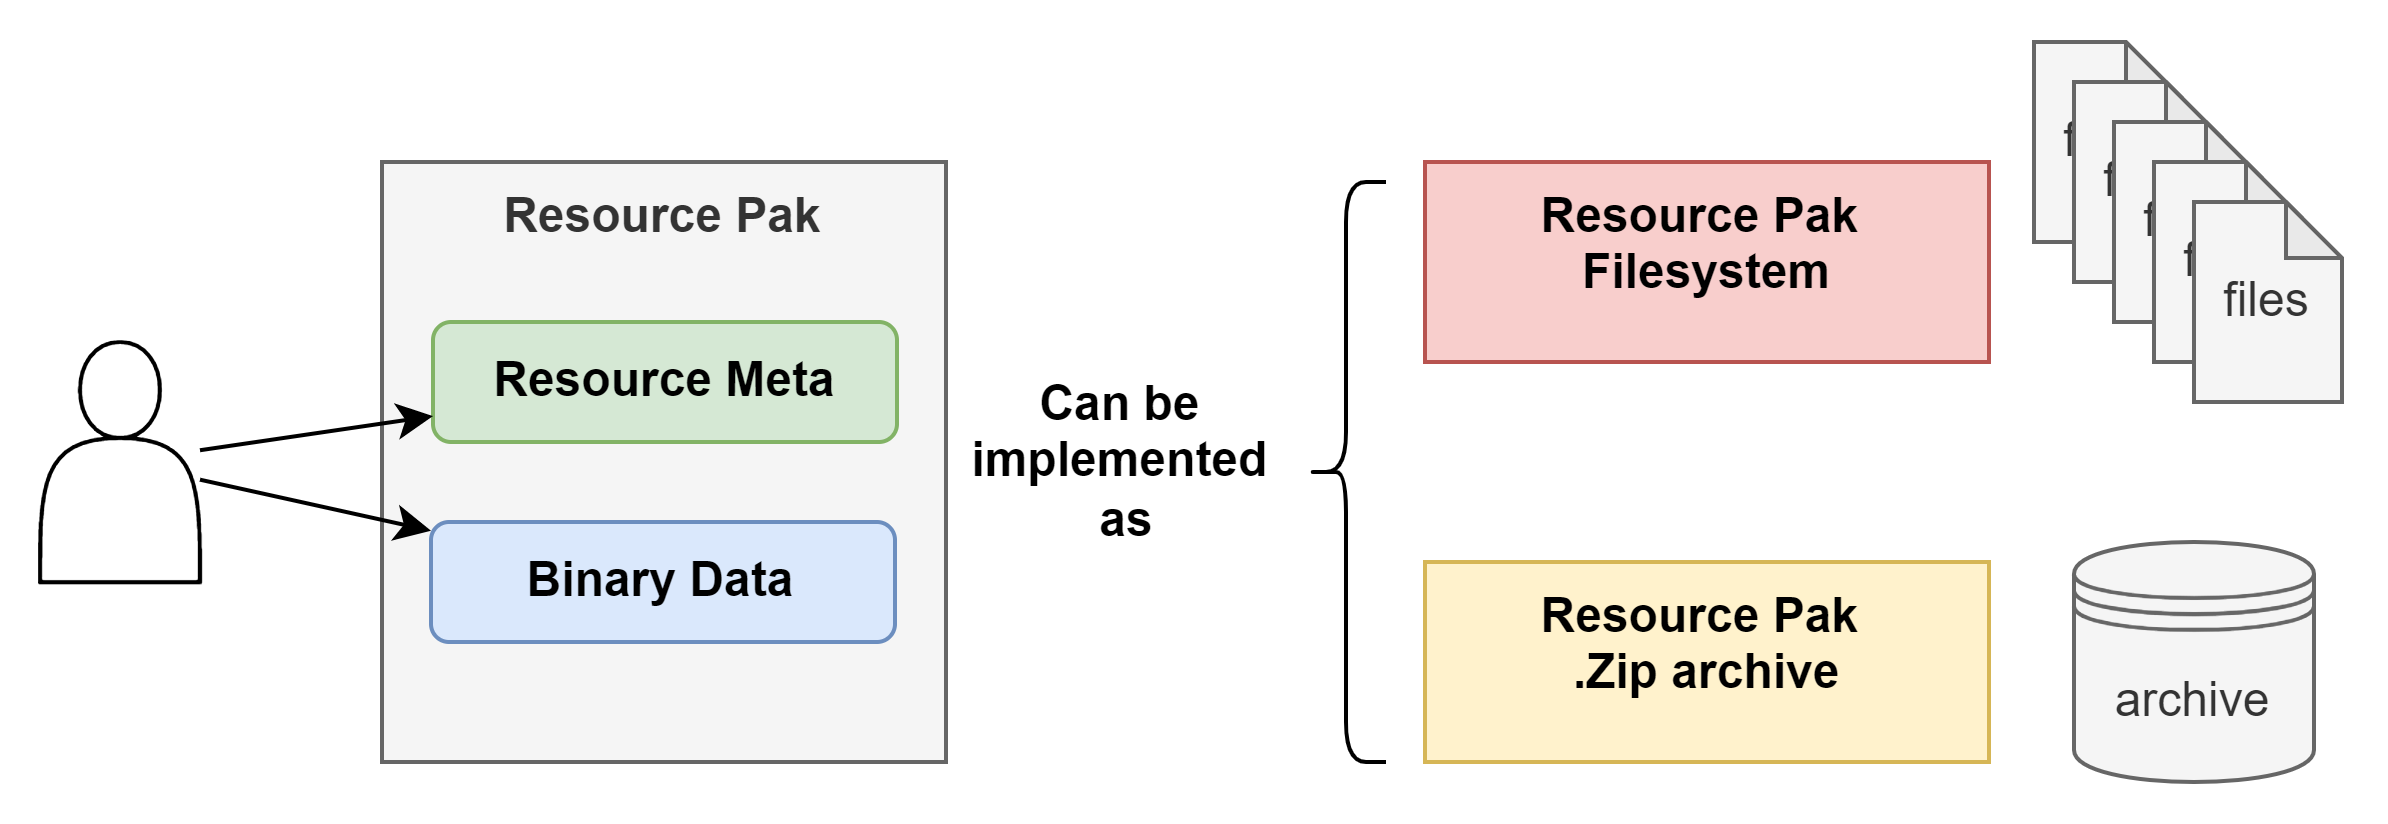 Resource Pak
Resource Meta
Binary Data
Can be
implemented
as
Resource Pak
Filesystem
files
Resource Pak
.Zip archive
archive